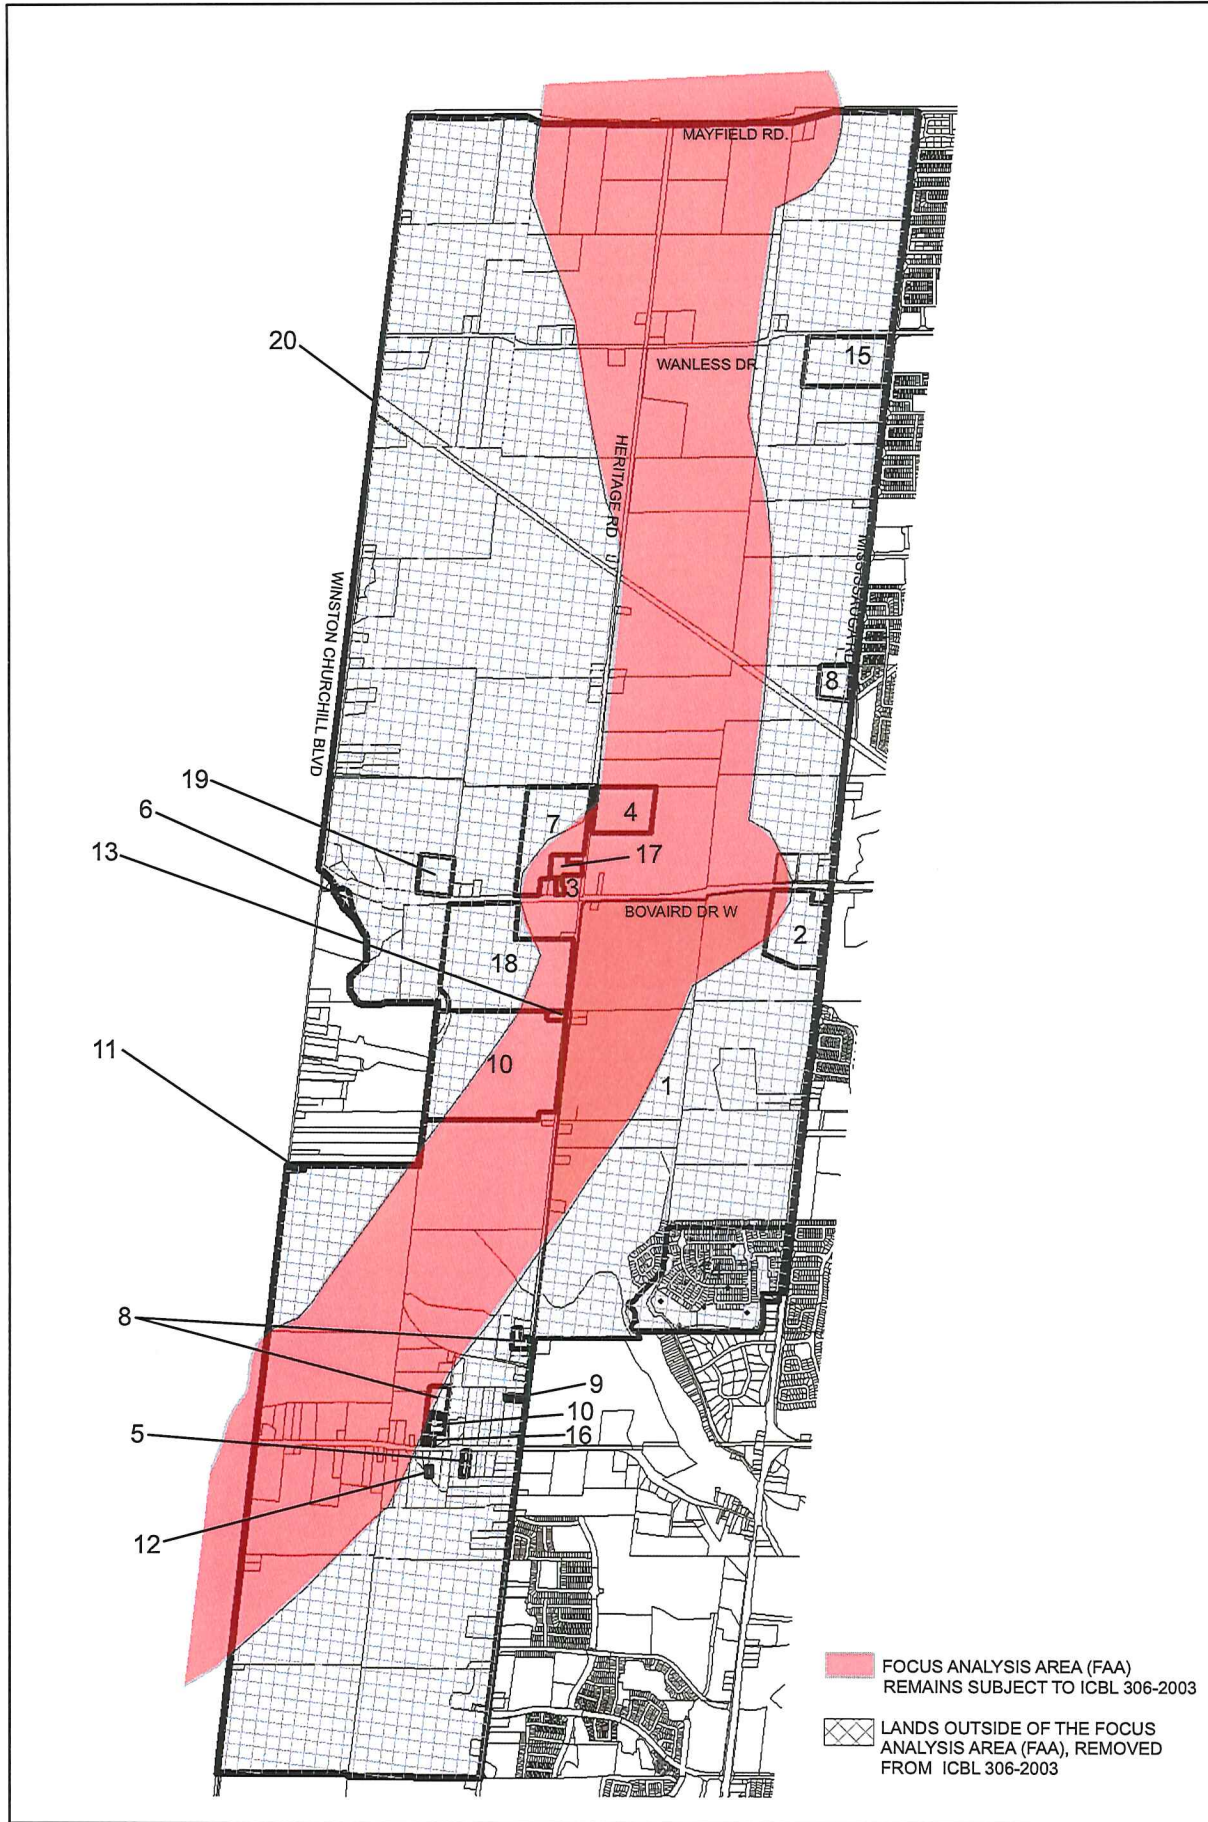 MAYFIELD RD.
20
WANLESS DR
15
HERITAGE RD
WINSTON CHURCHILL BLVD
8
19
7
4
6
17
13
3
BOVAIRD DR W
2
18
11
10
1
8
9
10
5
16
12
FOCUS ANALYSIS AREA (FAA)
REMAINS SUBJECT TO ICBL 306-2003
LANDS OUTSIDE OF THE FOCUS
ANALYSIS AREA (FAA), REMOVED
FROM ICBL 306-2003